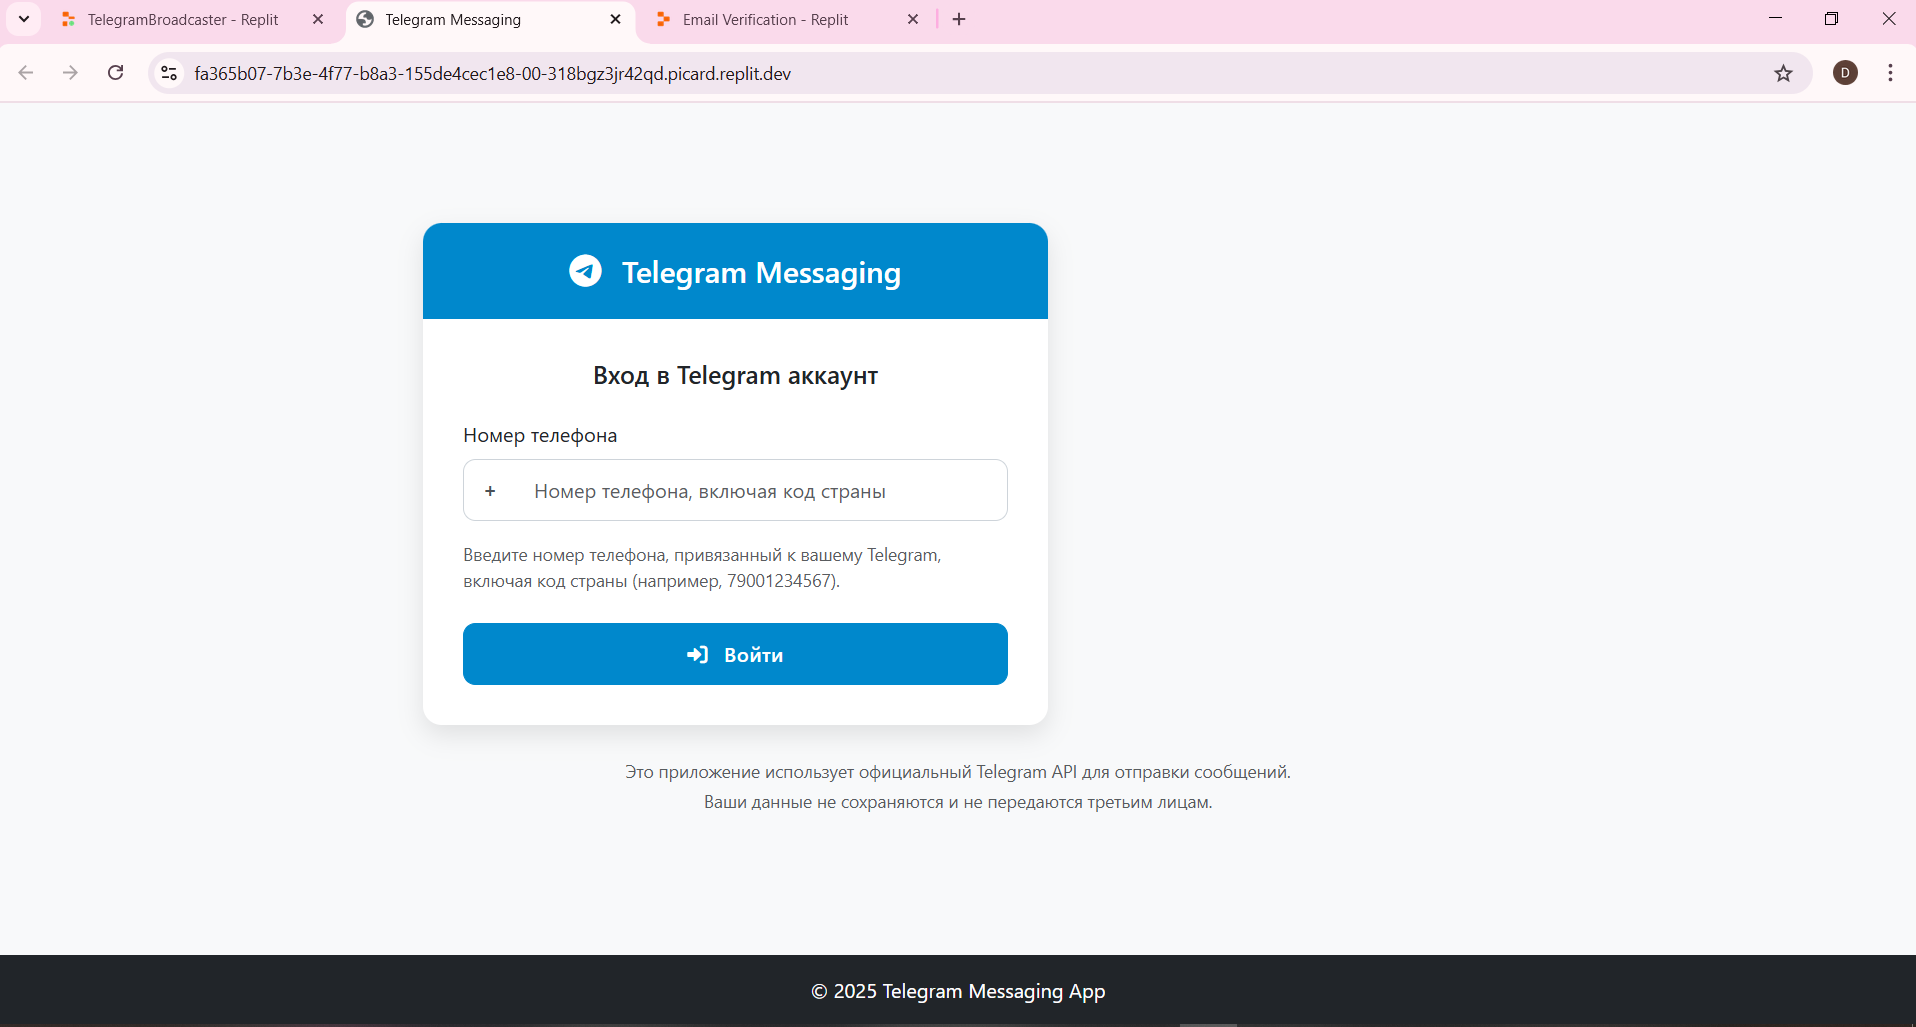 TelegramBroadcaster - Replit
Telegram Messaging
Email Verification - Replit
fa365b07-7b3e-4f77-b8a3-155de4cec1e8-00-318bgz3jr42qd.picard.replit.dev
D
Telegram Messaging
Вход в Telegram аккаунт
Номер телефона
+ Номер телефона, включая код страны
Введите номер телефона, привязанный к вашему Telegram,
включая код страны (например, 79001234567).
Войти
Это приложение использует официальный Telegram API для отправки сообщений.
Ваши данные не сохраняются и не передаются третьим лицам.
© 2025 Telegram Messaging App